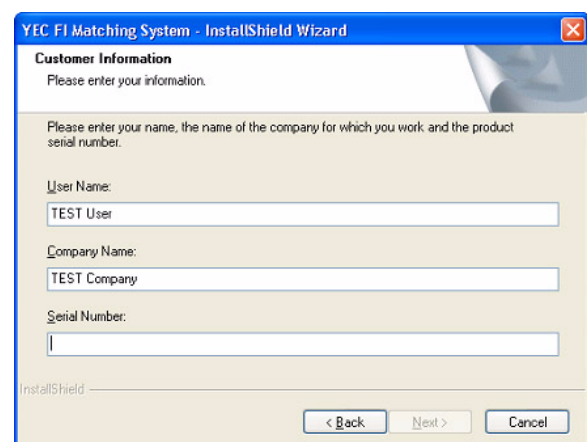 YEC FI Matching System - InstallShield Wizard
Customer Information
Please enter your information.
Please enter your name, the name of the company for which you work and the product
serial number.
User Name:
TEST User
Company Name:
TEST Company
Serial Number:
InstallShield
< Back Next > Cancel